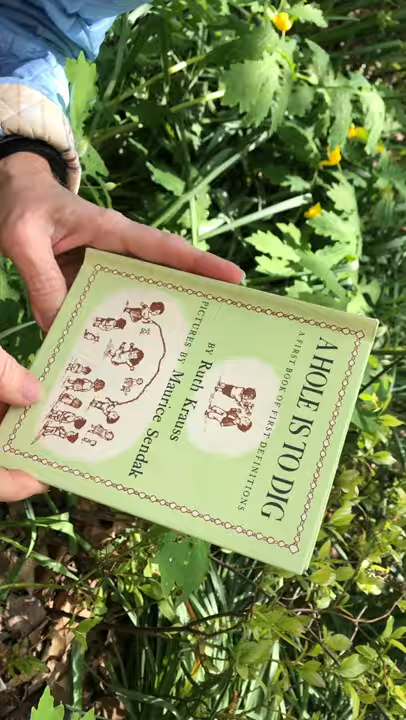 A HOLE IS TO DIG
A FIRST BOOK OF FIRST DEFINITIONS
BY Ruth Krauss
PICTURES BY Maurice Sendak